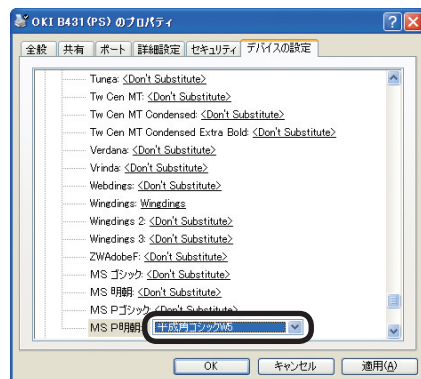 OKI B431(PS) のプロパティ
全般 共有 ポート 詳細設定 セキュリティ デバイスの設定
Tunga: <Don't Substitute>
Tw Cen MT: <Don't Substitute>
Tw Cen MT Condensed: <Don't Substitute>
Tw Cen MT Condensed Extra Bold: <Don't Substitute>
Verdana: <Don't Substitute>
Vrinda: <Don't Substitute>
Webdings: <Don't Substitute>
Wingdings: Wingdings
Wingdings 2: <Don't Substitute>
Wingdings 3: <Don't Substitute>
ZWAdobeF: <Don't Substitute>
MS ゴシック: <Don't Substitute>
MS 明朝: <Don't Substitute>
MS Pゴシック: <Don't Substitute>
MS P明朝: 平成角ゴシックW5
OK キャンセル 適用(A)